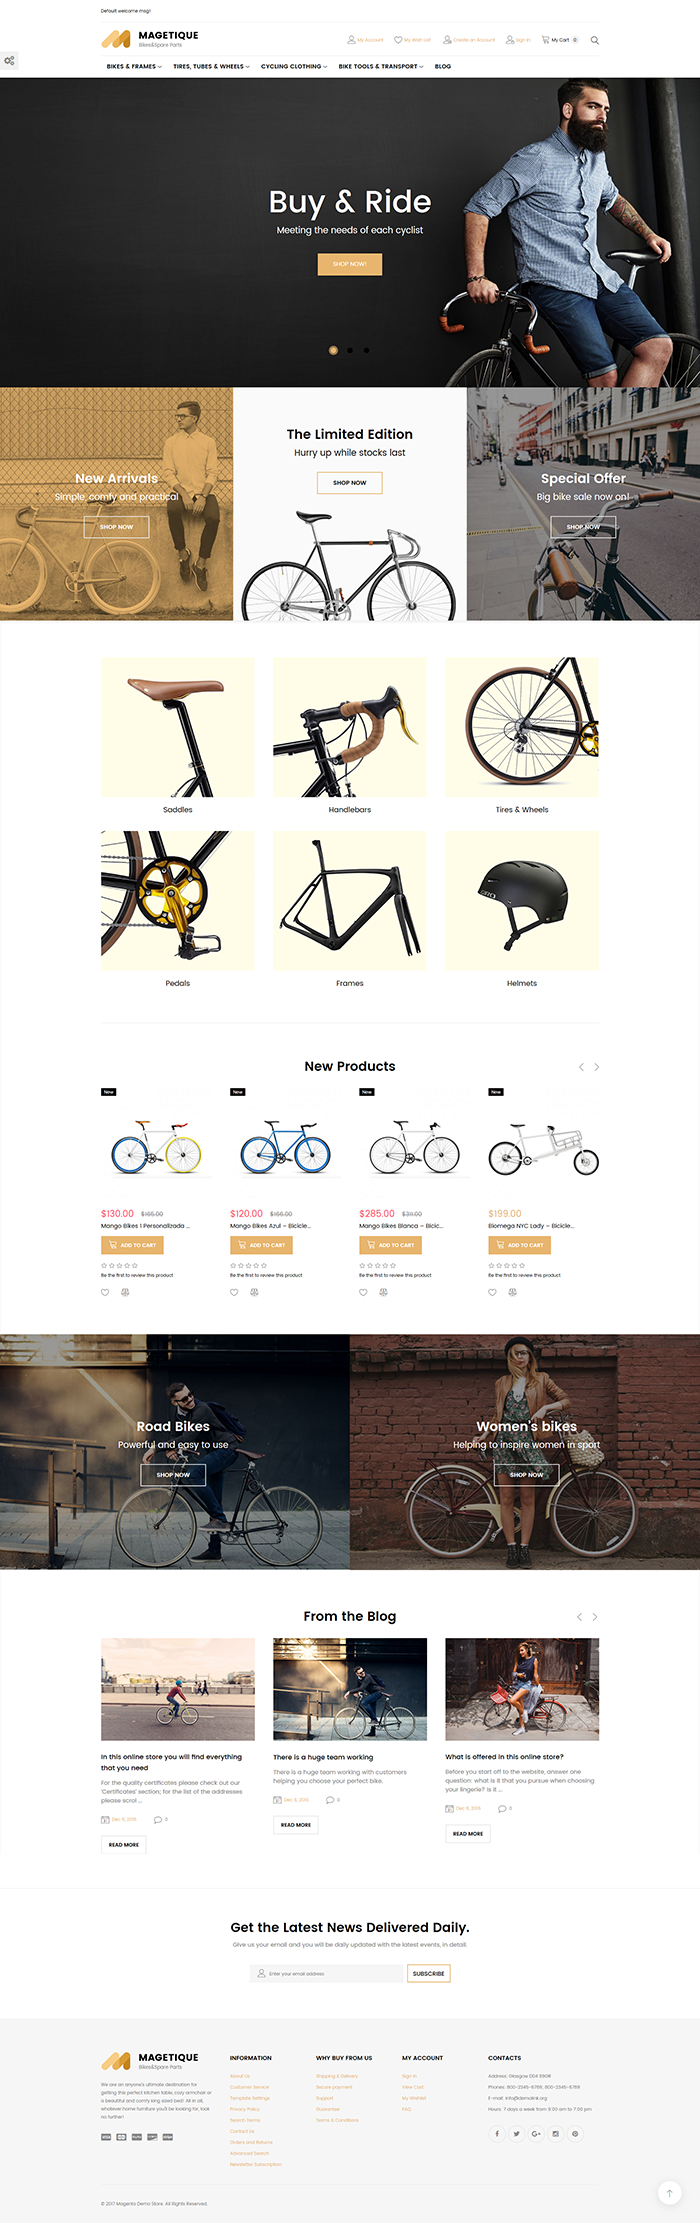 Default welcome msg!
MAGETIQUE
Bikes&Spare Parts
My Account
My Wish List
Create an Account
Sign In
My Cart 0
BIKES & FRAMES
TIRES, TUBES & WHEELS
CYCLING CLOTHING
BIKE TOOLS & TRANSPORT
BLOG
Buy & Ride
Meeting the needs of each cyclist
SHOP NOW!
New Arrivals
Simple, comfy and practical
SHOP NOW
The Limited Edition
Hurry up while stocks last
SHOP NOW
Special Offer
Big bike sale now on!
SHOP NOW
Saddles
Handlebars
Tires & Wheels
Pedals
Frames
Helmets
New Products
New
New
New
New
$130.00 $165.00
Mango Bikes 1 Personalizada ...
ADD TO CART
Be the first to review this product
$120.00 $166.00
Mango Bikes Azul – Bicicle...
ADD TO CART
Be the first to review this product
$285.00 $311.00
Mango Bikes Blanca – Bicic...
ADD TO CART
Be the first to review this product
$199.00
Biomega NYC Lady – Bicicle...
ADD TO CART
Be the first to review this product
Road Bikes
Powerful and easy to use
SHOP NOW
Women's bikes
Helping to inspire women in sport
SHOP NOW
From the Blog
In this online store you will find everything
that you need
For the quality certificates please check out our
'Certificates' section; for the list of the addresses
please scrol ...
Dec 9, 2016
0
READ MORE
There is a huge team working
There is a huge team working with customers
helping you choose your perfect bike.
Dec 9, 2016
0
READ MORE
What is offered in this online store?
Before you start off to the website, answer one
question: what is it that you pursue when choosing
your lingerie? Is it ...
Dec 9, 2016
0
READ MORE
Get the Latest News Delivered Daily.
Give us your email and you will be daily updated with the latest events, in detail.
Enter your email address
SUBSCRIBE
MAGETIQUE
Bikes&Spare Parts
We are an anyone's ultimate destination for
getting this perfect kitchen table, cozy armchair or
a beautiful and comfy king sized bed. All in all,
whatever home furniture you'll be looking for, look
no further!
INFORMATION
About Us
Customer Service
Template Settings
Privacy Policy
Search Terms
Contact Us
Orders and Returns
Advanced Search
Newsletter Subscription
WHY BUY FROM US
Shipping & Delivery
Secure payment
Support
Guarantee
Terms & Conditions
MY ACCOUNT
Sign In
View Cart
My Wishlist
FAQ
CONTACTS
Address: Glasgow D04 89GR
Phones: 800-2345-6789, 800-2345-6789
E-mail: info@demolink.org
Hours: 7 days a week from 9.00 am to 7.00 pm
© 2017 Magento Demo Store. All Rights Reserved.